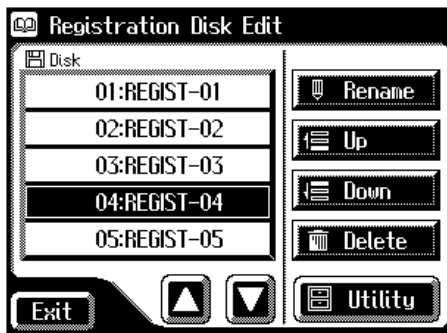 Registration Disk Edit
Disk
01:REGIST-01
02:REGIST-02
03:REGIST-03
04:REGIST-04
05:REGIST-05
Rename
Up
Down
Delete
Exit
Utility